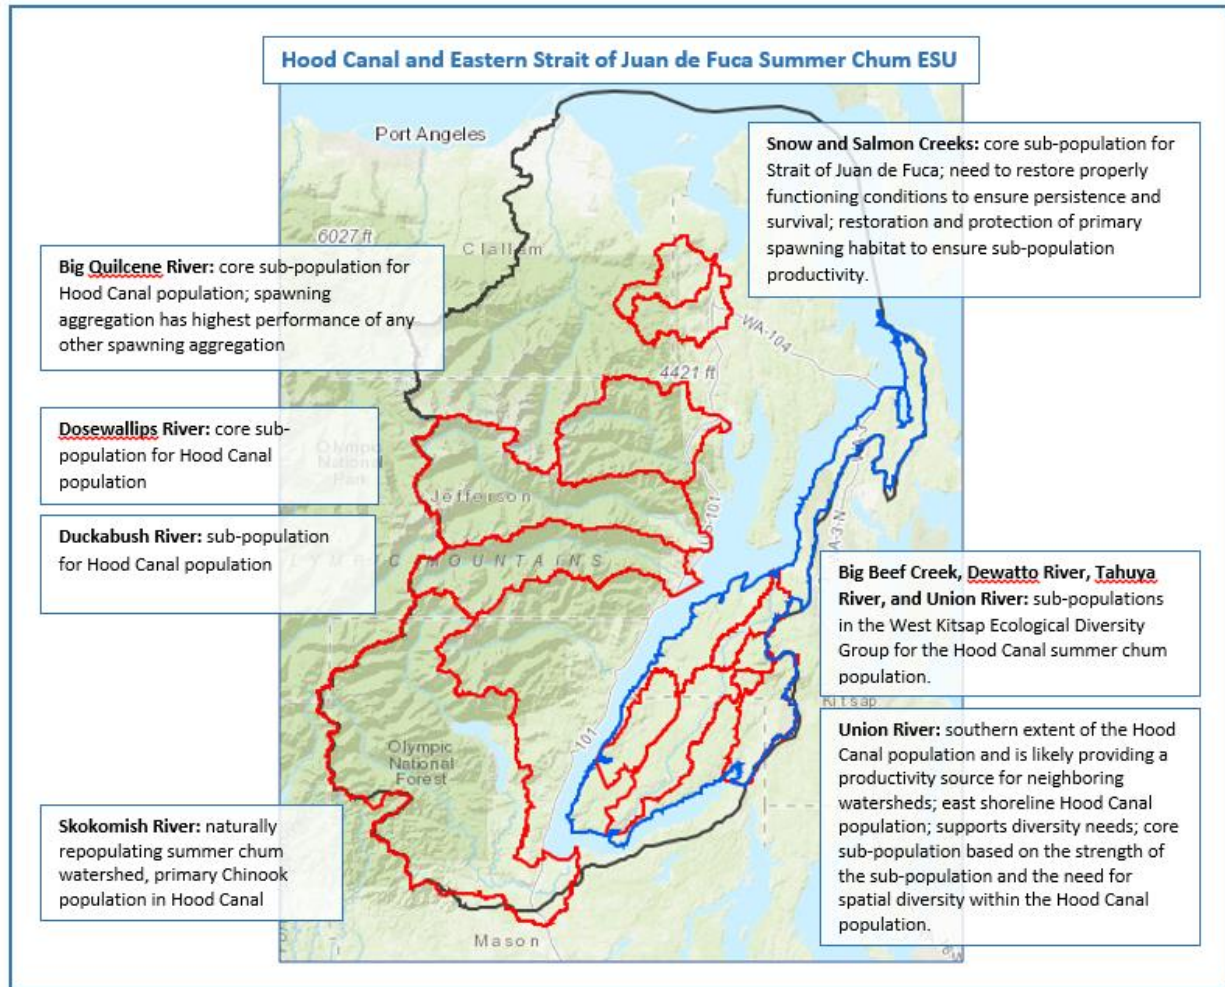 Hood Canal and Eastern Strait of Juan de Fuca Summer Chum ESU
Port Angeles
Snow and Salmon Creeks: core sub-population for
Strait of Juan de Fuca; need to restore properly
functioning conditions to ensure persistence and
survival; restoration and protection of primary
spawning habitat to ensure sub-population
productivity.
6027 ft
Clallam
Big Quilcene River: core sub-population for
Hood Canal population; spawning
aggregation has highest performance of any
other spawning aggregation
WA-104
4421 ft
Dosewallips River: core sub-
population for Hood Canal
population
Olympic
National
Park
Jefferson
US-101
WA-3
WA-3-N
Duckabush River: sub-population
for Hood Canal population
MOUNTAINS
Big Beef Creek, Dewatto River, Tahuya
River, and Union River: sub-populations
in the West Kitsap Ecological Diversity
Group for the Hood Canal summer chum
population.
Kitsap
Union River: southern extent of the Hood
Canal population and is likely providing a
productivity source for neighboring
watersheds; east shoreline Hood Canal
population; supports diversity needs; core
sub-population based on the strength of
the sub-population and the need for
spatial diversity within the Hood Canal
population.
101
Olympic
National
Forest
Skokomish River: naturally
repopulating summer chum
watershed, primary Chinook
population in Hood Canal
Mason